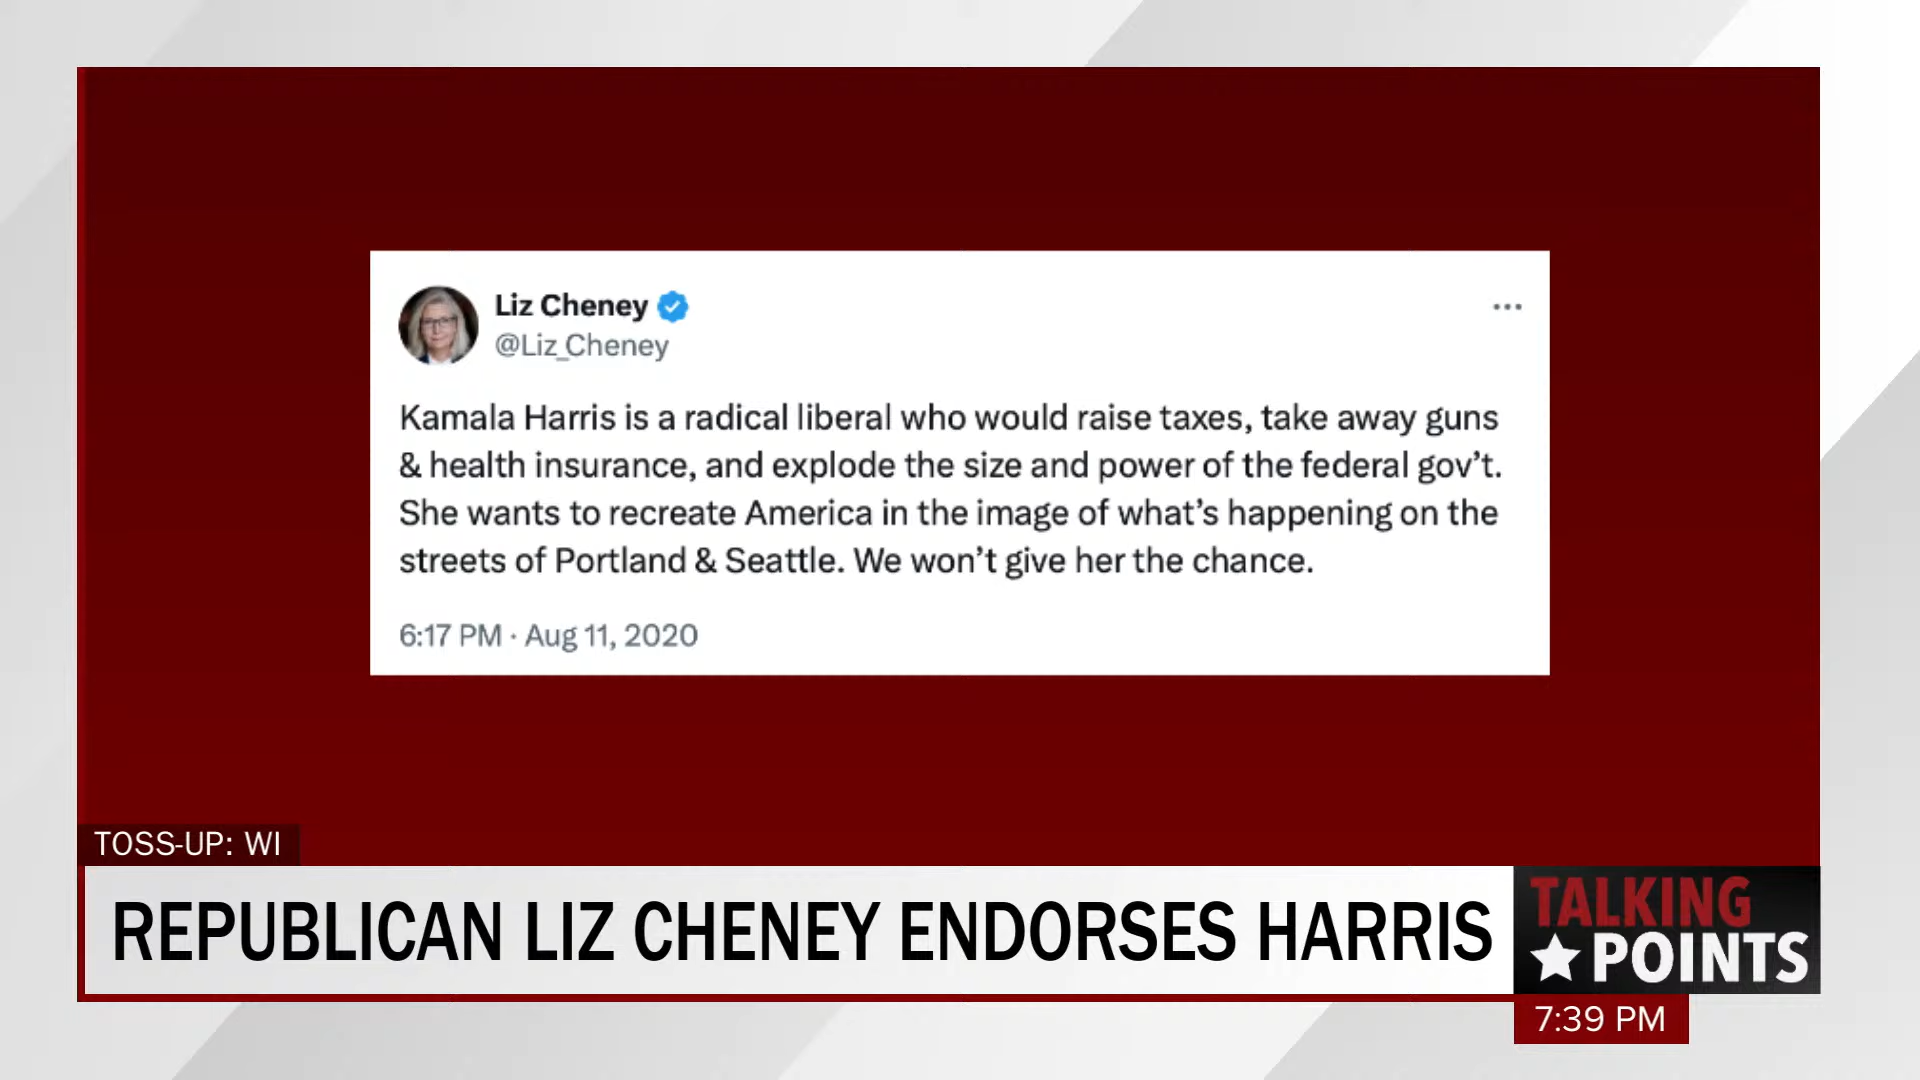 Liz Cheney
@Liz_Cheney
Kamala Harris is a radical liberal who would raise taxes, take away guns
& health insurance, and explode the size and power of the federal gov’t.
She wants to recreate America in the image of what’s happening on the
streets of Portland & Seattle. We won’t give her the chance.
6:17 PM · Aug 11, 2020
TOSS-UP: WI
REPUBLICAN LIZ CHENEY ENDORSES HARRIS
TALKING
POINTS
7:39 PM